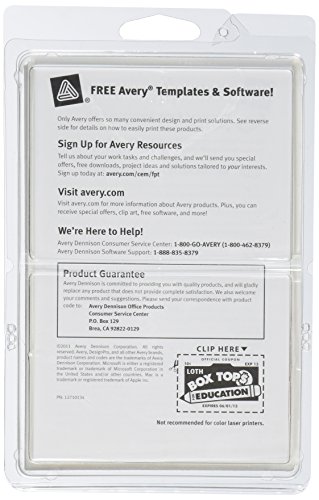 FREE Avery® Templates & Software!
Only Avery offers so many convenient design and print solutions. See reverse
side for details on how to easily print these products.
Sign Up for Avery Resources
Tell us about your work tasks and challenges, and we'll send you special
offers, free downloads, project ideas and solutions tailored to your interests.
Sign up today at: avery.com/cem/fpt
Visit avery.com
Visit avery.com for more information about Avery products. Plus, you can
receive special offers, clip art, free software, and more!
We're Here to Help!
Avery Dennison Consumer Service Center: 1-800-GO-AVERY (1-800-462-8379)
Avery Dennison Software Support: 1-888-835-8379
Product Guarantee
Avery Dennison is committed to providing you with quality products, and will gladly
replace any product that does not provide complete satisfaction. We also welcome
your comments and suggestions. Please send your correspondence with product
code to: Avery Dennison Office Products
Consumer Service Center
P.O. Box 129
Brea, CA 92822-0129
©2011 Avery Dennison Corporation. All rights reserved.
Avery, DesignPro, and all other Avery brands,
product names and codes are trademarks of Avery
Dennison Corporation. Microsoft is either a registered
trademark or trademark of Microsoft Corporation in
the United States and/or other countries.
Mac is a registered trademark of Apple Inc.
CLIP HERE
OFFICIAL COUPON
10¢ EXP 13
LOTH
BOX TOPS
FOR EDUCATION
EXPIRES 06/01/13
Not recommended for color laser printers.